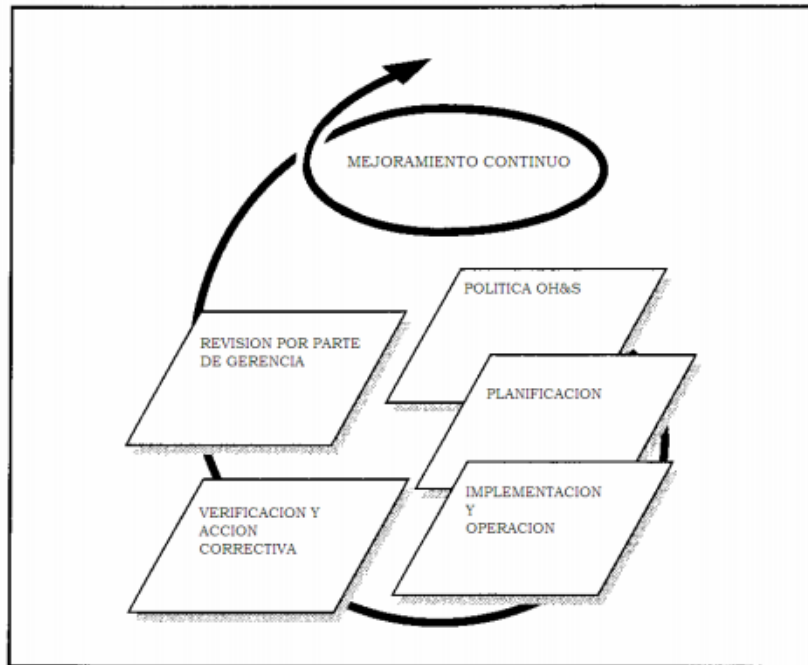 MEJORAMIENTO CONTINUO
POLITICA OH&S
REVISION POR PARTE
DE GERENCIA
PLANIFICACION
IMPLEMENTACION
Y
OPERACION
VERIFICACION Y
ACCION
CORRECTIVA